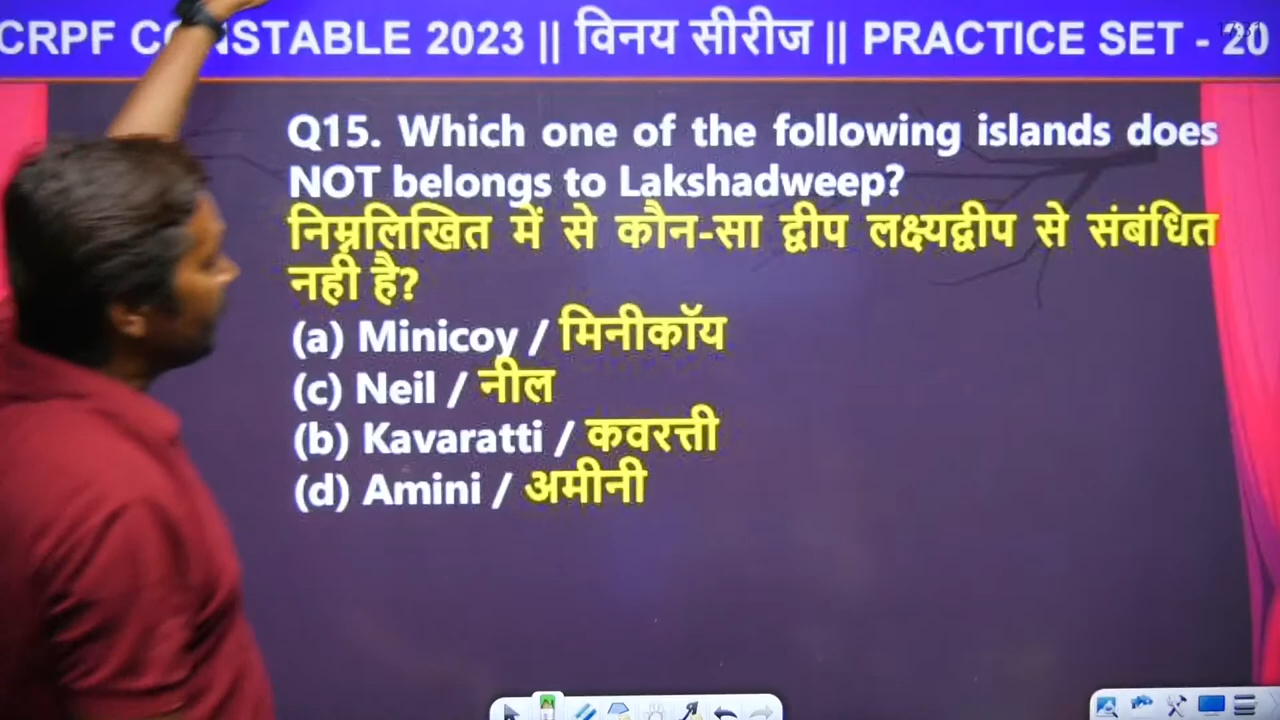 CRPF CONSTABLE 2023 || विनय सीरीज || PRACTICE SET - 20
Q15. Which one of the following islands does
NOT belongs to Lakshadweep?
निम्नलिखित में से कौन-सा द्वीप लक्ष्यद्वीप से संबंधित
नही है?
(a) Minicoy / मिनीकॉय
(c) Neil / नील
(b) Kavaratti / कवरत्ती
(d) Amini / अमीनी